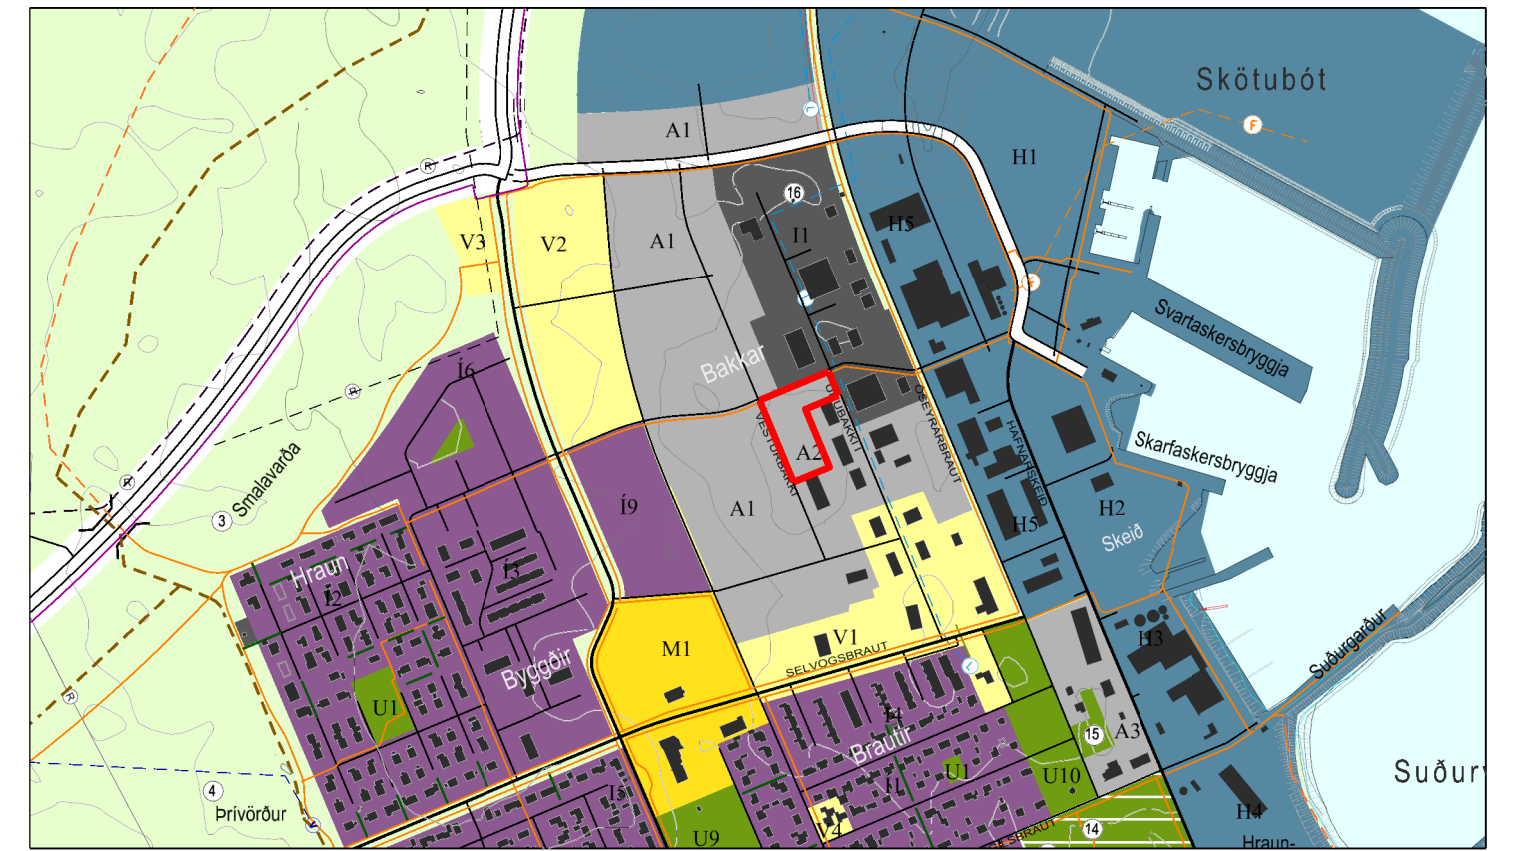 Skötubót
F
L
A1
H1
R
16
V3
V2
A1
I1
H5
F
L
Svartaskersbryggja
Bakkar
Í6
R
VESTURBAKKI
ÓSEYRARBRAUT
HAFNARSKEIÐ
Skarfaskersbryggja
Smalavarða
A2
R
3
Í9
A1
H5
H2
Skeið
Hraun
Í2
Í3
Suðurgarður
V1
SELVOGSBRAUT
L
H3
M1
Byggðir
R
U1
Í4
Brautir
A3
15
Suðurv
U1
U10
Í1
Í5
4
Þrívörður
H4
V4
U9
14
Hraun-